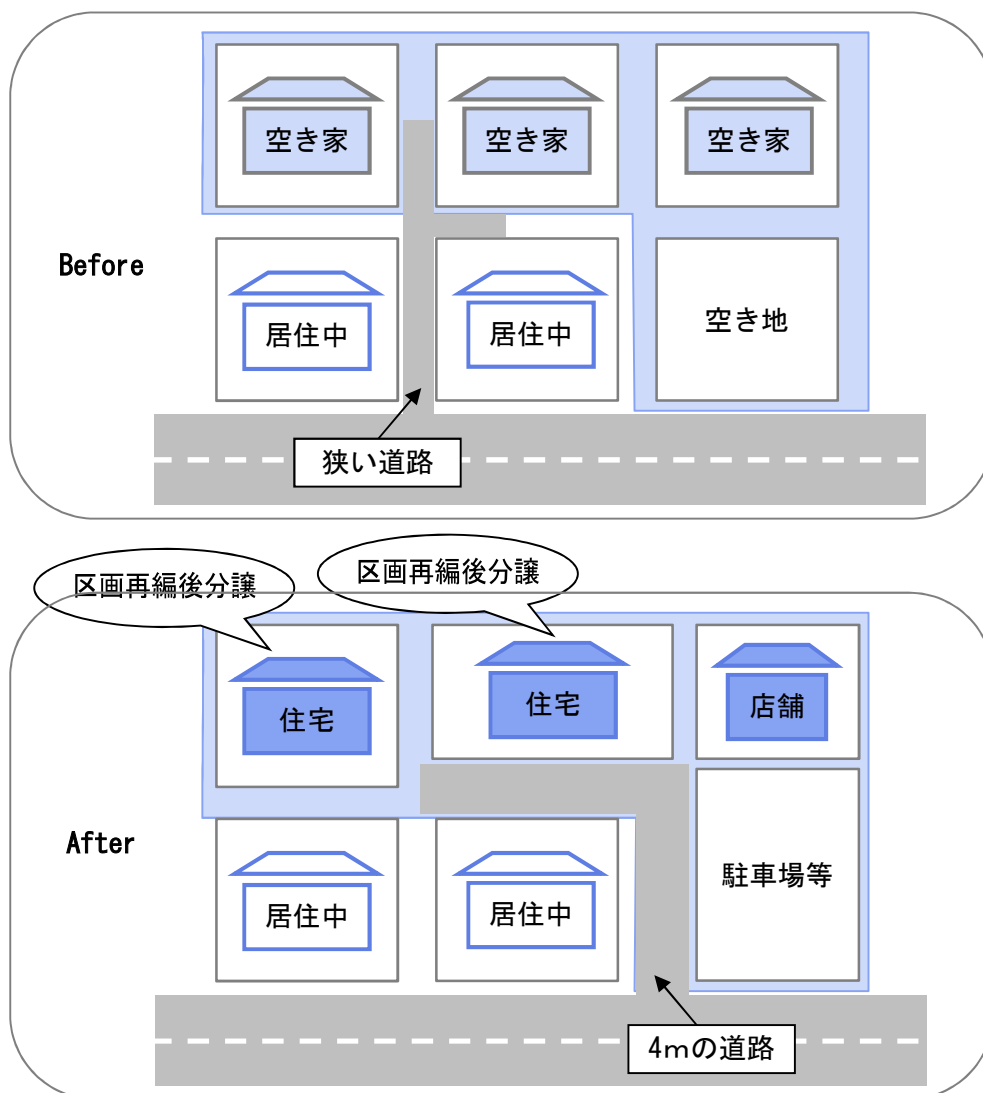 空き家
空き家
空き家
Before
居住中
居住中
空き地
狭い道路
区画再編後分譲
区画再編後分譲
住宅
住宅
店舗
After
居住中
居住中
駐車場等
4mの道路